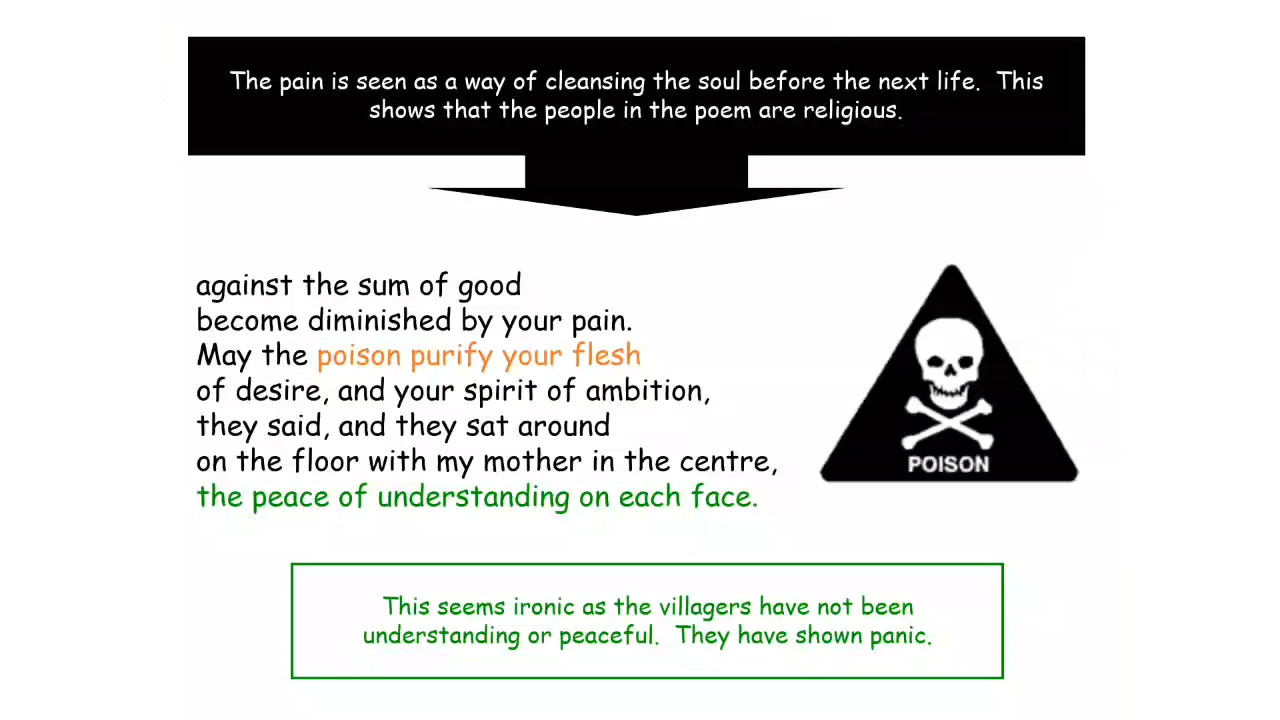 The pain is seen as a way of cleansing the soul before the next life.  This
shows that the people in the poem are religious.
against the sum of good
become diminished by your pain.
May the poison purify your flesh
of desire, and your spirit of ambition,
they said, and they sat around
on the floor with my mother in the centre,
the peace of understanding on each face.
POISON
This seems ironic as the villagers have not been
understanding or peaceful.  They have shown panic.